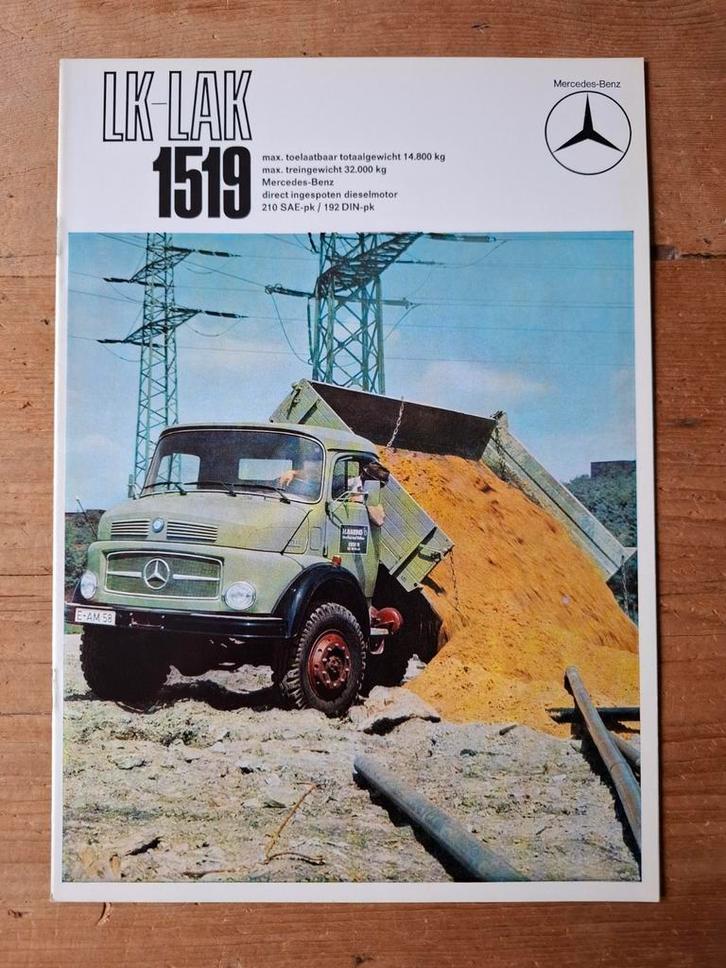 LK-LAK
1519
max. toelaatbaar totaalgewicht 14.800 kg
max. treingewicht 32.000 kg
Mercedes-Benz
direct ingespoten dieselmotor
210 SAE-pk / 192 DIN-pk
Mercedes-Benz
E-AM 58